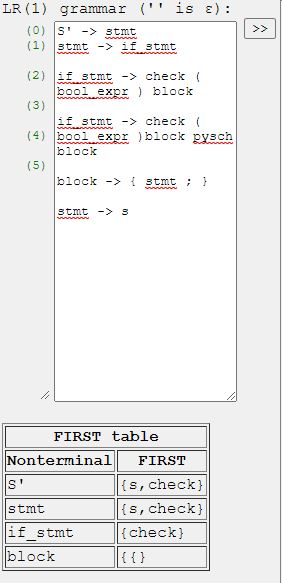 LR(1) grammar ('' is ε):
>>
(0) S' -> stmt
(1) stmt -> if_stmt
(2) if_stmt -> check (
bool_expr ) block
(3)
if_stmt -> check (
(4) bool_expr )block pysch
block
(5)
block -> { stmt ; }
stmt -> s
FIRST table
Nonterminal FIRST
S' {s,check}
stmt {s,check}
if_stmt {check}
block {{}